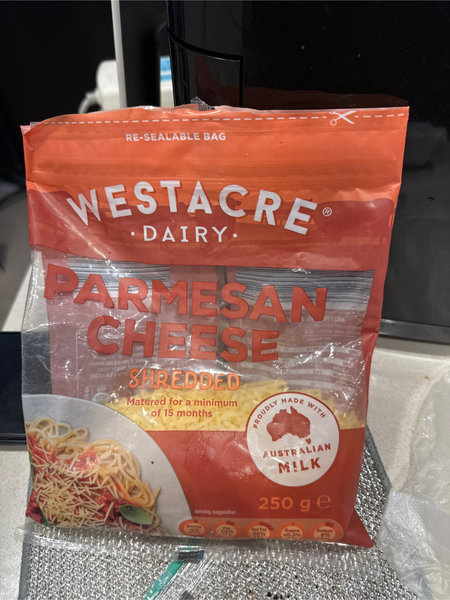 RE-SEALABLE BAG
WESTACRE®
·DAIRY·
PARMESAN
CHEESE
SHREDDED
Matured for a minimum
of 15 months
PROUDLY MADE WITH
AUSTRALIAN
M!LK
serving suggestion
250 g e